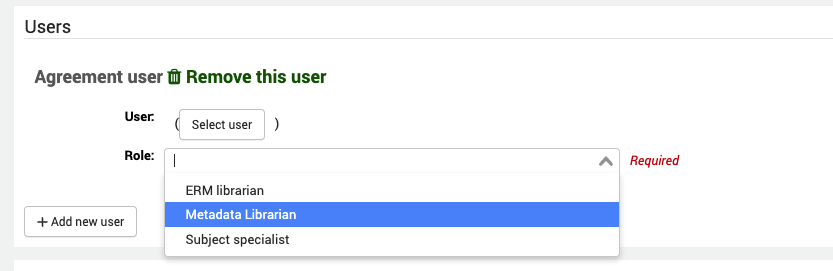 Users
Agreement user Remove this user
User: ( Select user )
Role: Required
ERM librarian
Metadata Librarian
Subject specialist
+ Add new user